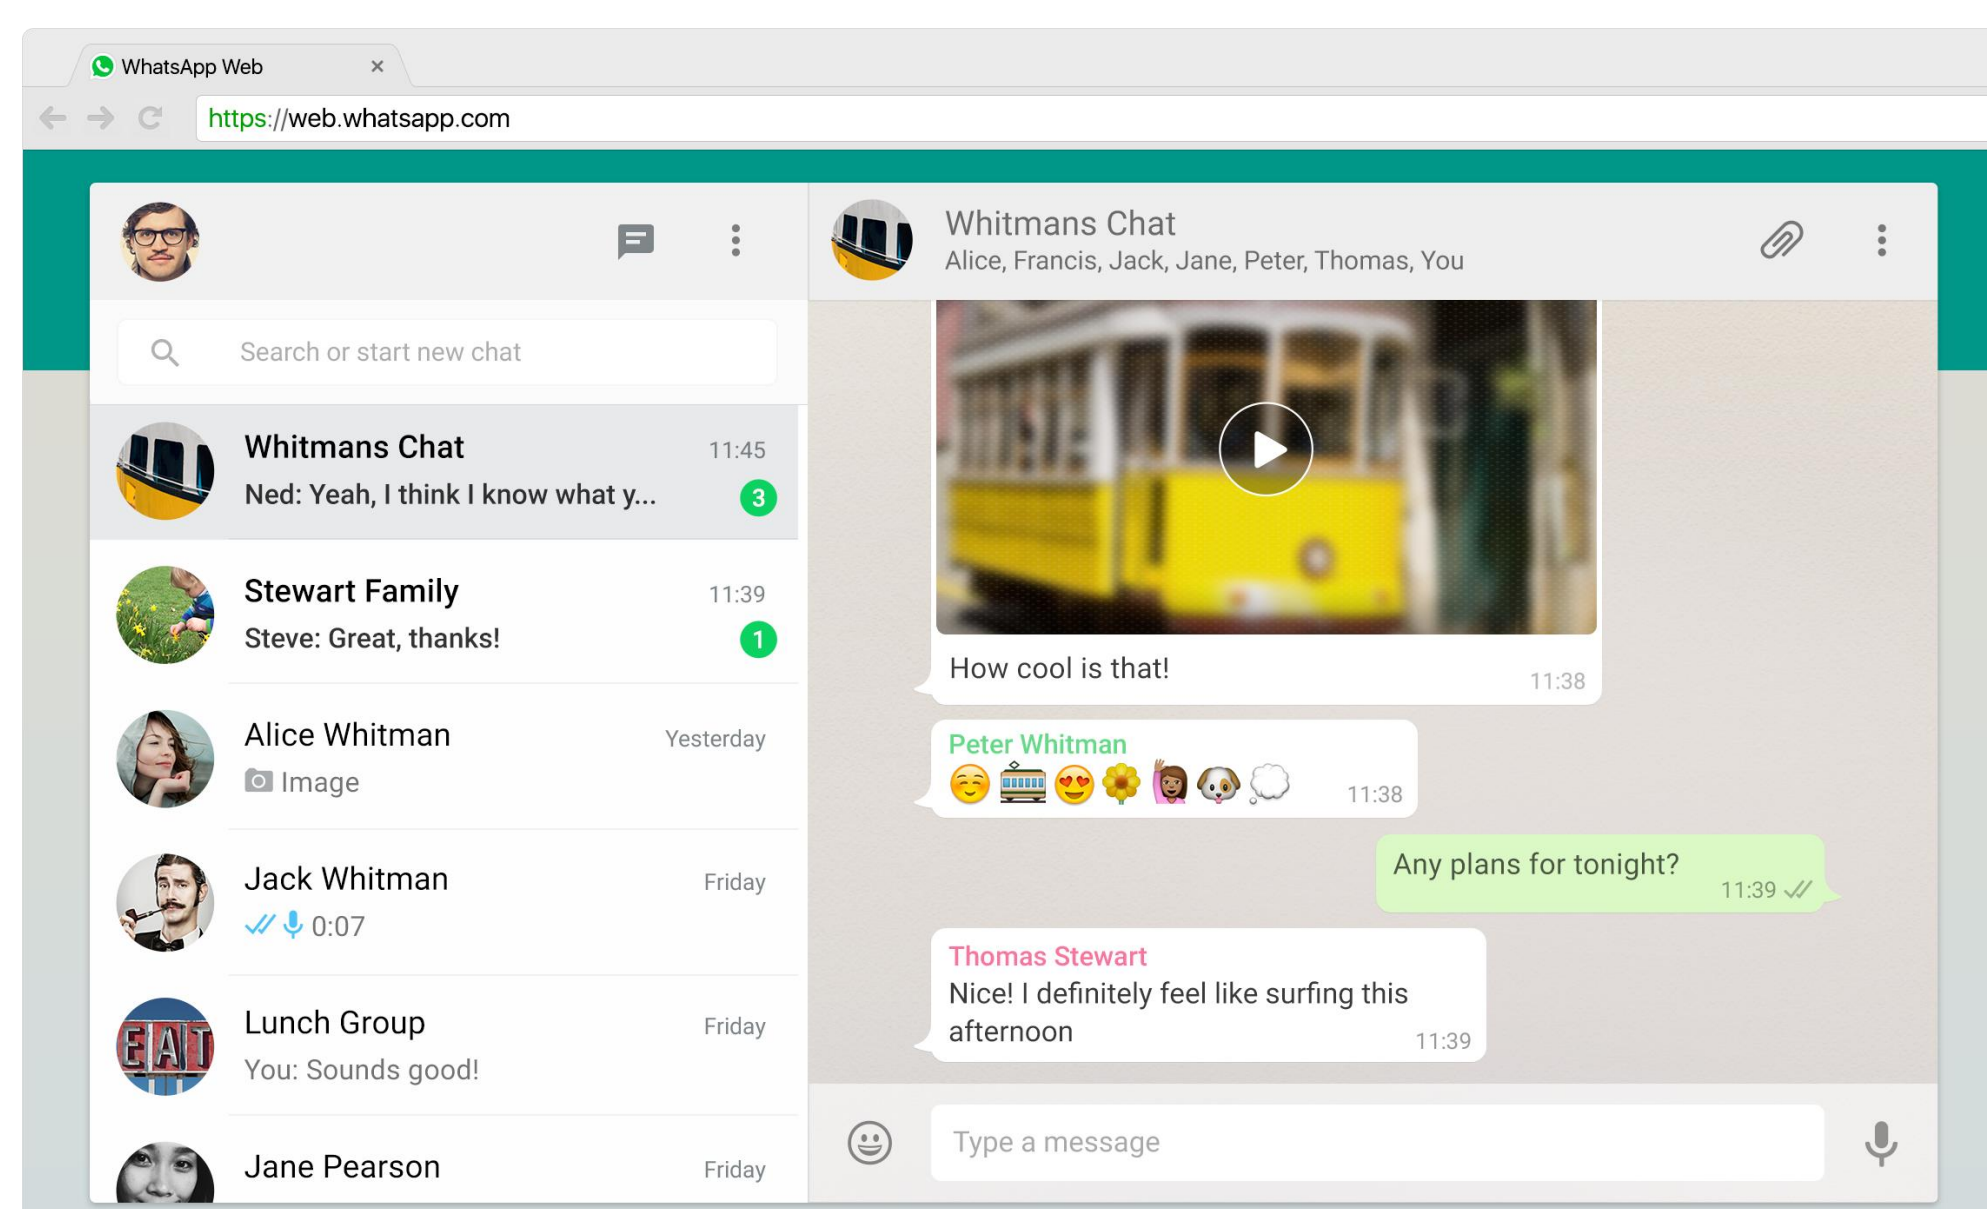 WhatsApp Web
https://web.whatsapp.com
Search or start new chat
Whitmans Chat
11:45
Ned: Yeah, I think I know what y...
3
Stewart Family
11:39
Steve: Great, thanks!
1
Alice Whitman
Yesterday
Image
Jack Whitman
Friday
0:07
EAT
Lunch Group
Friday
You: Sounds good!
Jane Pearson
Friday
Whitmans Chat
Alice, Francis, Jack, Jane, Peter, Thomas, You
How cool is that!
11:38
Peter Whitman
☺️🚋😍🌼🙋🏽🐶💭
11:38
Any plans for tonight?
11:39
Thomas Stewart
Nice! I definitely feel like surfing this
afternoon
11:39
Type a message